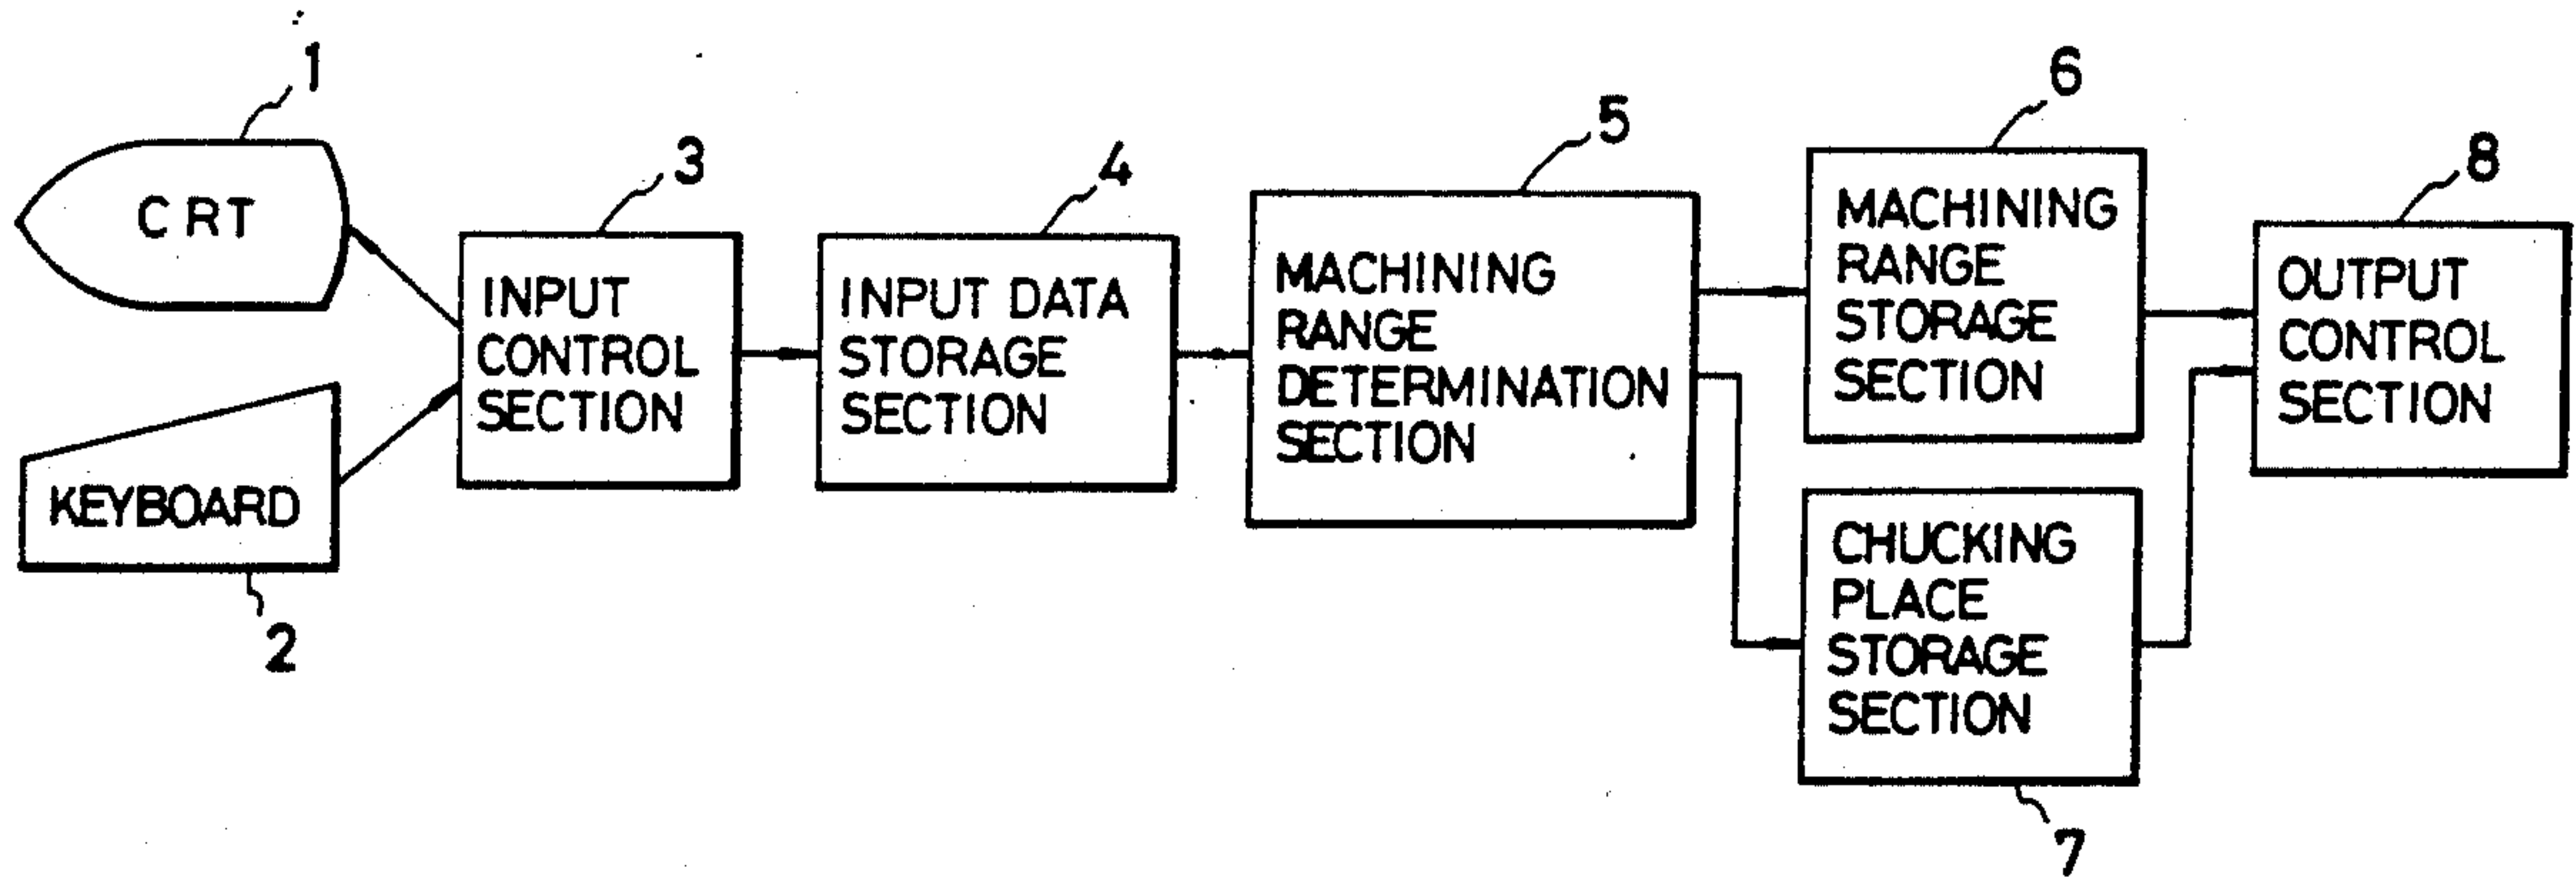 1
CRT
KEYBOARD
2
3
INPUT
CONTROL
SECTION
4
INPUT DATA
STORAGE
SECTION
5
MACHINING
RANGE
DETERMINATION
SECTION
6
MACHINING
RANGE
STORAGE
SECTION
CHUCKING
PLACE
STORAGE
SECTION
7
8
OUTPUT
CONTROL
SECTION